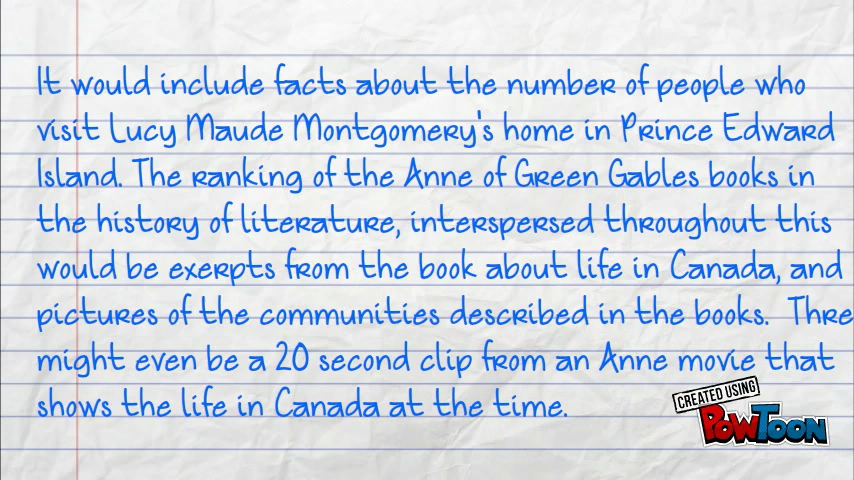 It would include facts about the number of people who
visit Lucy Maude Montgomery's home in Prince Edward
Island. The ranking of the Anne of Green Gables books in
the history of literature, interspersed throughout this
would be exerpts from the book about life in Canada, and
pictures of the communities described in the books. Thre
might even be a 20 second clip from an Anne movie that
shows the life in Canada at the time.
CREATED USING
POWTOON